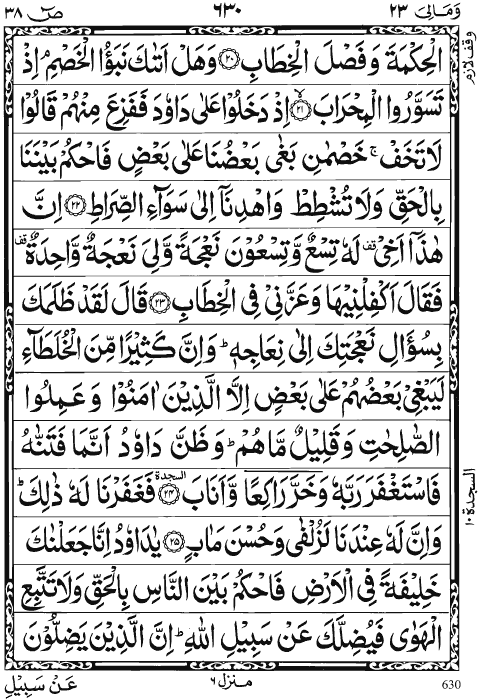 وَمَالِیَ ٢٣ ٦٣٠ صٓ ٣٨
الْحِكْمَةَ وَفَصْلَ الْخِطَابِ ﴿٢٠﴾ وَهَلْ اَتٰىكَ نَبَؤُا الْخَصْمِ ۘ اِذْ
تَسَوَّرُوا الْمِحْرَابَ ﴿٢١﴾ اِذْ دَخَلُوْا عَلٰى دَاوٗدَ فَفَزِعَ مِنْهُمْ قَالُوْا
لَا تَخَفْ ۚ خَصْمٰنِ بَغٰى بَعْضُنَا عَلٰى بَعْضٍ فَاحْكُمْ بَيْنَنَا
بِالْحَقِّ وَلَا تُشْطِطْ وَاهْدِنَاۤ اِلٰى سَوَآءِ الصِّرَاطِ ﴿٢٢﴾ اِنَّ
هٰذَاۤ اَخِيْ قف لَهٗ تِسْعٌ وَّتِسْعُوْنَ نَعْجَةً وَّلِيَ نَعْجَةٌ وَّاحِدَةٌ قف
فَقَالَ اَكْفِلْنِيْهَا وَعَزَّنِيْ فِي الْخِطَابِ ﴿٢٣﴾ قَالَ لَقَدْ ظَلَمَكَ
بِسُؤَالِ نَعْجَتِكَ اِلٰى نِعَاجِهٖ ؕ وَاِنَّ كَثِيْرًا مِّنَ الْخُلَطَآءِ
لَيَبْغِيْ بَعْضُهُمْ عَلٰى بَعْضٍ اِلَّا الَّذِيْنَ اٰمَنُوْا وَعَمِلُوا
الصّٰلِحٰتِ وَقَلِيْلٌ مَّا هُمْ ؕ وَظَنَّ دَاوٗدُ اَنَّمَا فَتَنّٰهُ
فَاسْتَغْفَرَ رَبَّهٗ وَخَرَّ رَاكِعًا وَّاَنَابَ ﴿٢٤﴾ السجدة فَغَفَرْنَا لَهٗ ذٰلِكَ ؕ
وَاِنَّ لَهٗ عِنْدَنَا لَزُلْفٰى وَحُسْنَ مَاٰبٍ ﴿٢٥﴾ يٰدَاوٗدُ اِنَّا جَعَلْنٰكَ
خَلِيْفَةً فِي الْاَرْضِ فَاحْكُمْ بَيْنَ النَّاسِ بِالْحَقِّ وَلَا تَتَّبِعِ
الْهَوٰى فَيُضِلَّكَ عَنْ سَبِيْلِ اللّٰهِ ؕ اِنَّ الَّذِيْنَ يَضِلُّوْنَ
وقف لازم
السجدة ١٠
630 منزل ٦ عَنْ سَبِيْلِ